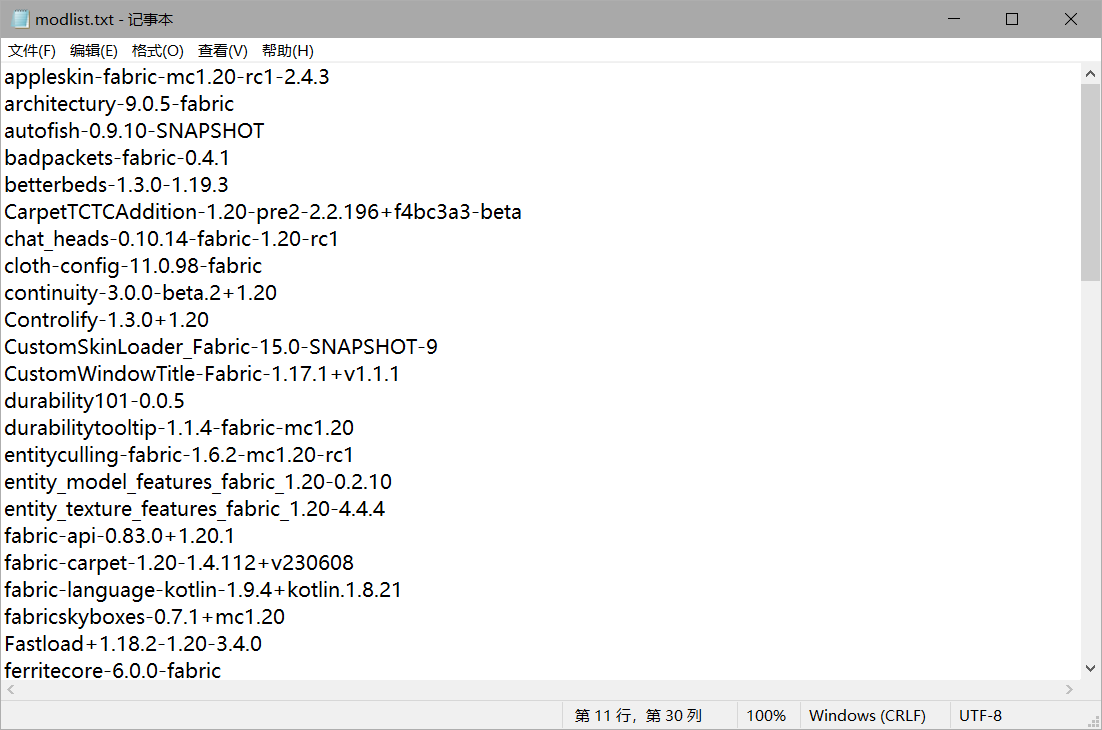 modlist.txt - 记事本
文件(F) 编辑(E) 格式(O) 查看(V) 帮助(H)
appleskin-fabric-mc1.20-rc1-2.4.3
architectury-9.0.5-fabric
autofish-0.9.10-SNAPSHOT
badpackets-fabric-0.4.1
betterbeds-1.3.0-1.19.3
CarpetTCTCAddition-1.20-pre2-2.2.196+f4bc3a3-beta
chat_heads-0.10.14-fabric-1.20-rc1
cloth-config-11.0.98-fabric
continuity-3.0.0-beta.2+1.20
Controlify-1.3.0+1.20
CustomSkinLoader_Fabric-15.0-SNAPSHOT-9
CustomWindowTitle-Fabric-1.17.1+v1.1.1
durability101-0.0.5
durabilitytooltip-1.1.4-fabric-mc1.20
entityculling-fabric-1.6.2-mc1.20-rc1
entity_model_features_fabric_1.20-0.2.10
entity_texture_features_fabric_1.20-4.4.4
fabric-api-0.83.0+1.20.1
fabric-carpet-1.20-1.4.112+v230608
fabric-language-kotlin-1.9.4+kotlin.1.8.21
fabricskyboxes-0.7.1+mc1.20
Fastload+1.18.2-1.20-3.4.0
ferritecore-6.0.0-fabric
第 11 行，第 30 列 100% Windows (CRLF) UTF-8